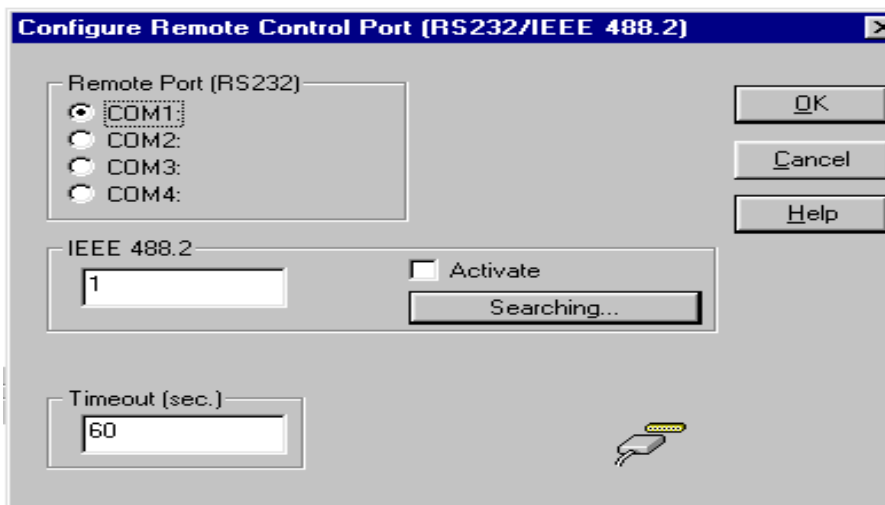 Configure Remote Control Port (RS232/IEEE 488.2)
Remote Port (RS232)
COM1:
COM2:
COM3:
COM4:
OK
Cancel
Help
IEEE 488.2
1
Activate
Searching...
Timeout (sec.)
60